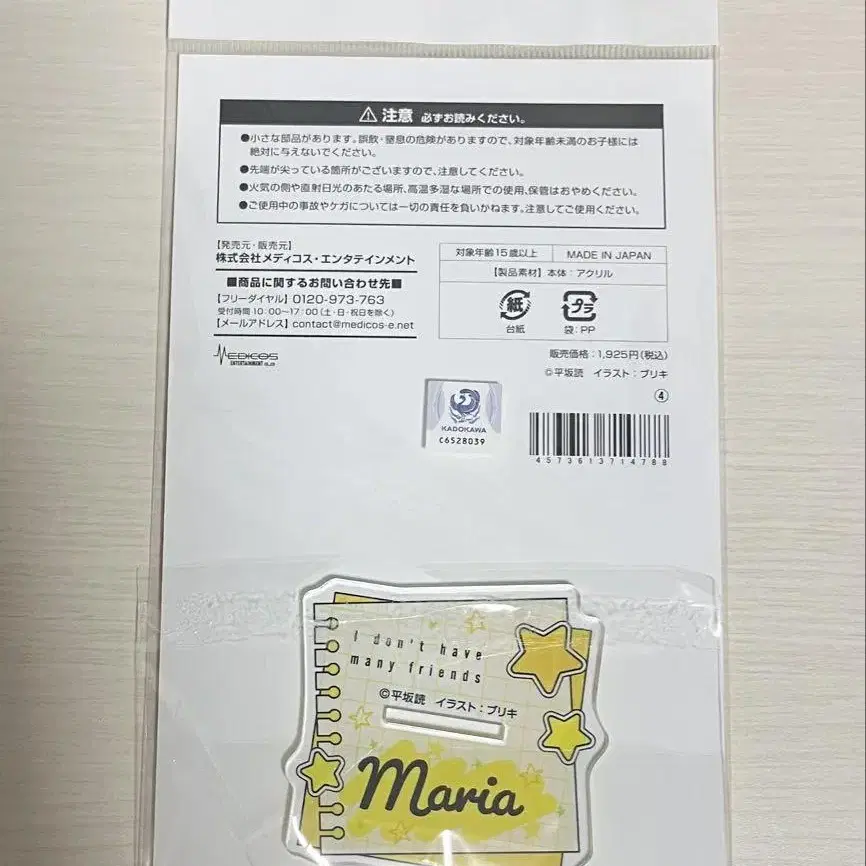 ⚠注意 必ずお読みください。
●小さな部品があります。誤飲・窒息の危険がありますので、対象年齢未満のお子様には
絶対に与えないでください。
●先端が尖っている箇所がございますので、注意してください。
●火気の側や直射日光のあたる場所、高温多湿な場所での使用、保管はおやめください。
●ご使用中の事故やケガについては一切の責任を負いかねます。注意してご使用ください。
【発売元・販売元】
株式会社メディコス・エンタテインメント
■商品に関するお問い合わせ先■
【フリーダイヤル】0120-973-763
受付時間 10:00〜17:00(土・日・祝日を除く)
【メールアドレス】contact@medicos-e.net
MEDICOS
ENTERTAINMENT co.,ltd
対象年齢15歳以上
MADE IN JAPAN
【製品素材】本体:アクリル
紙
台紙
プラ
袋:PP
販売価格:1,925円(税込)
©平坂読 イラスト:ブリキ
④
KADOKAWA
C6528039
4573613714788
I don't have
many friends
©平坂読 イラスト:ブリキ
Maria